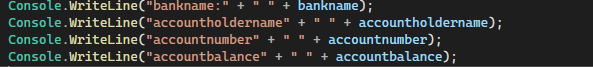 Console.WriteLine("bankname:" + " " + bankname);
Console.WriteLine("accountholdername" + " " + accountholdername);
Console.WriteLine("accountnumber" + " " + accountnumber);
Console.WriteLine("accountbalance" + " " + accountbalance);